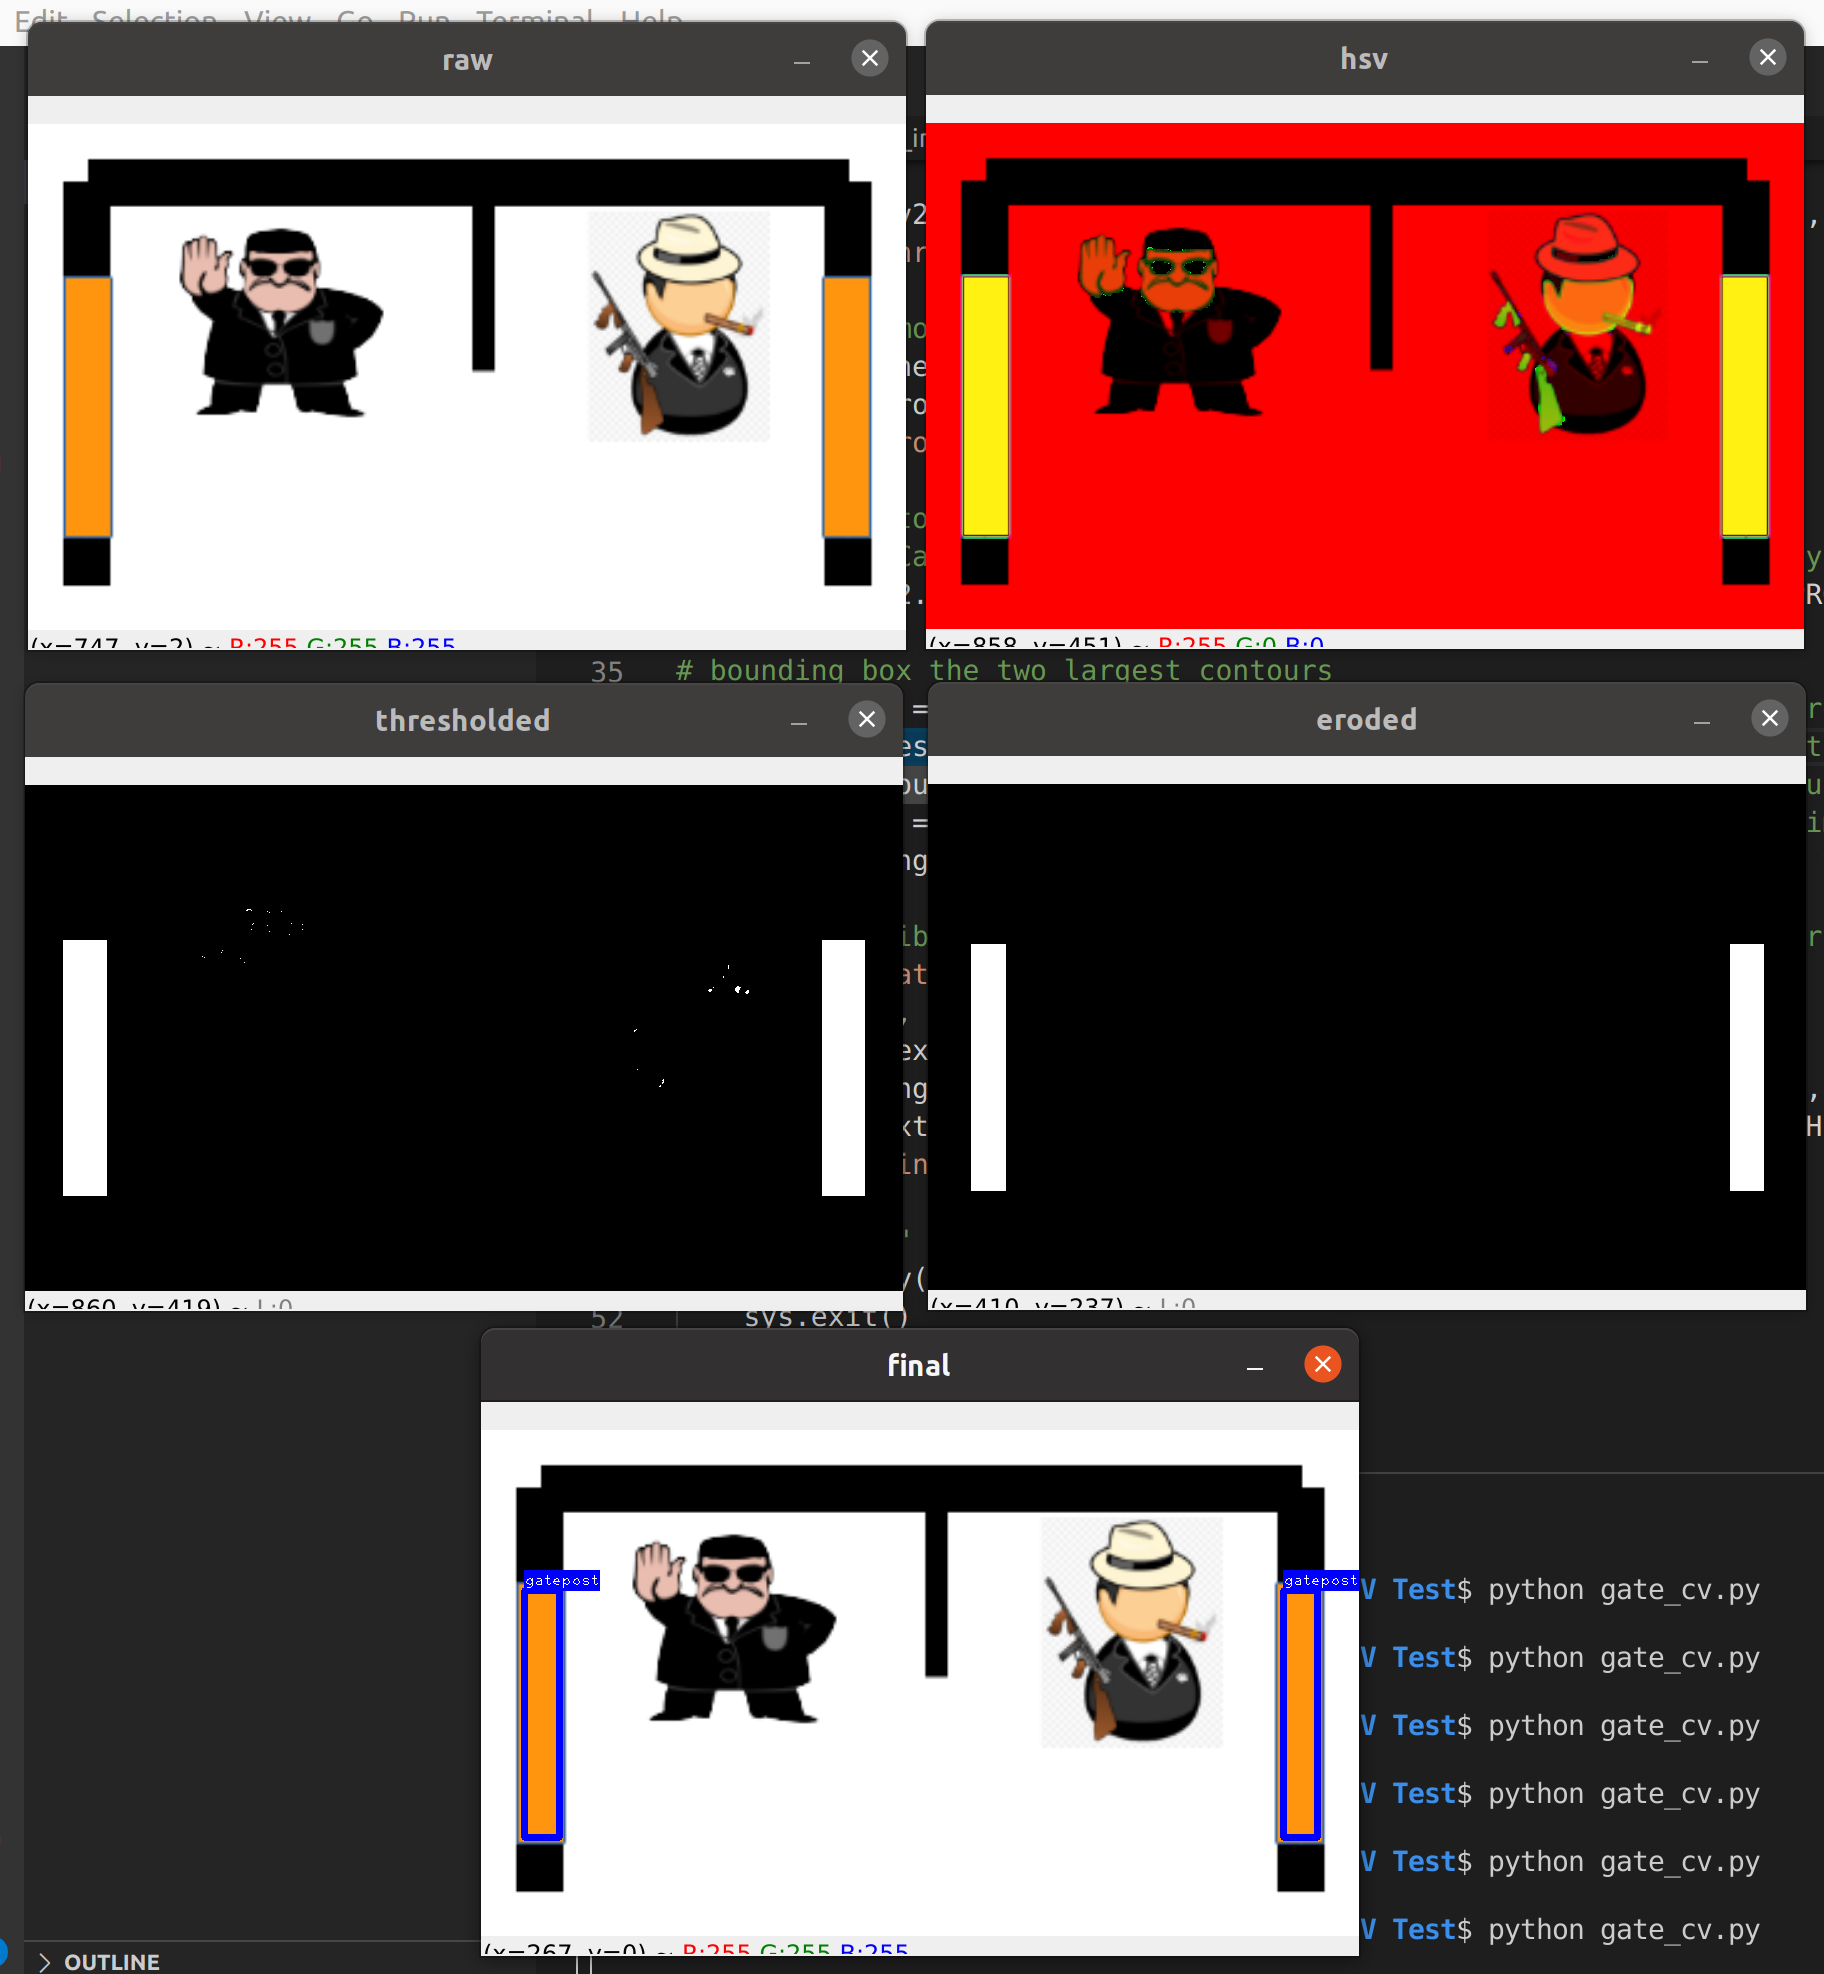 Edit Selection View Go Run Terminal Help
raw
hsv
(x=747, y=2) ~ R:255 G:255 B:255
(x=858, y=451) ~ R:255 G:0 B:0
35 # bounding box the two largest contours
thresholded
eroded
(x=860, y=419) ~ L:0
(x=410, y=237) ~ L:0
52 sys.exit()
final
gatepost
gatepost
V Test$ python gate_cv.py
V Test$ python gate_cv.py
V Test$ python gate_cv.py
V Test$ python gate_cv.py
V Test$ python gate_cv.py
V Test$ python gate_cv.py
(x=267, y=0) ~ R:255 G:255 B:255
OUTLINE